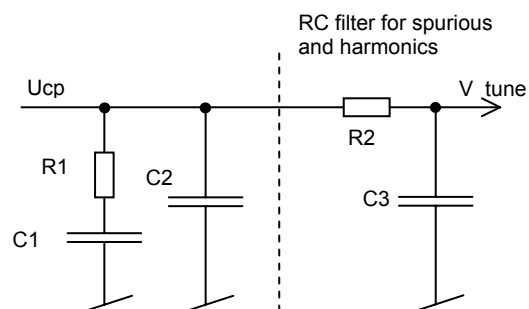 RC filter for spurious
and harmonics
Ucp
V tune
R1
R2
C2
C3
C1